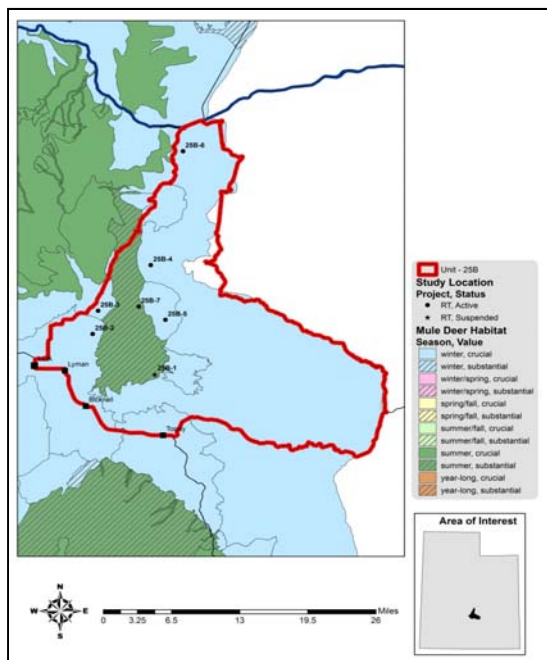 25B-6
25B-4
25B-7
25B-3
25B-5
25B-2
25B-1
Lyman
Bicknell
Torrey
Unit - 25B
Study Location
Project, Status
RT, Active
RT, Suspended
Mule Deer Habitat
Season, Value
winter, crucial
winter, substantial
winter/spring, crucial
winter/spring, substantial
spring/fall, crucial
spring/fall, substantial
summer/fall, crucial
summer/fall, substantial
summer, crucial
summer, substantial
year-long, crucial
year-long, substantial
Area of Interest
N
W E
S
Miles
0 3.25 6.5 13 19.5 26